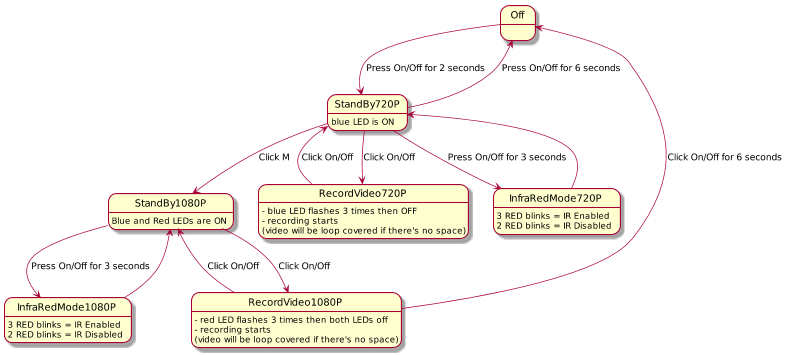 Off
Press On/Off for 2 seconds
Press On/Off for 6 seconds
StandBy720P
blue LED is ON
Click M
Click On/Off
Click On/Off
Press On/Off for 3 seconds
Click On/Off for 6 seconds
StandBy1080P
Blue and Red LEDs are ON
RecordVideo720P
- blue LED flashes 3 times then OFF
- recording starts
(video will be loop covered if there's no space)
InfraRedMode720P
3 RED blinks = IR Enabled
2 RED blinks = IR Disabled
Press On/Off for 3 seconds
Click On/Off
Click On/Off
InfraRedMode1080P
3 RED blinks = IR Enabled
2 RED blinks = IR Disabled
RecordVideo1080P
- red LED flashes 3 times then both LEDs off
- recording starts
(video will be loop covered if there's no space)